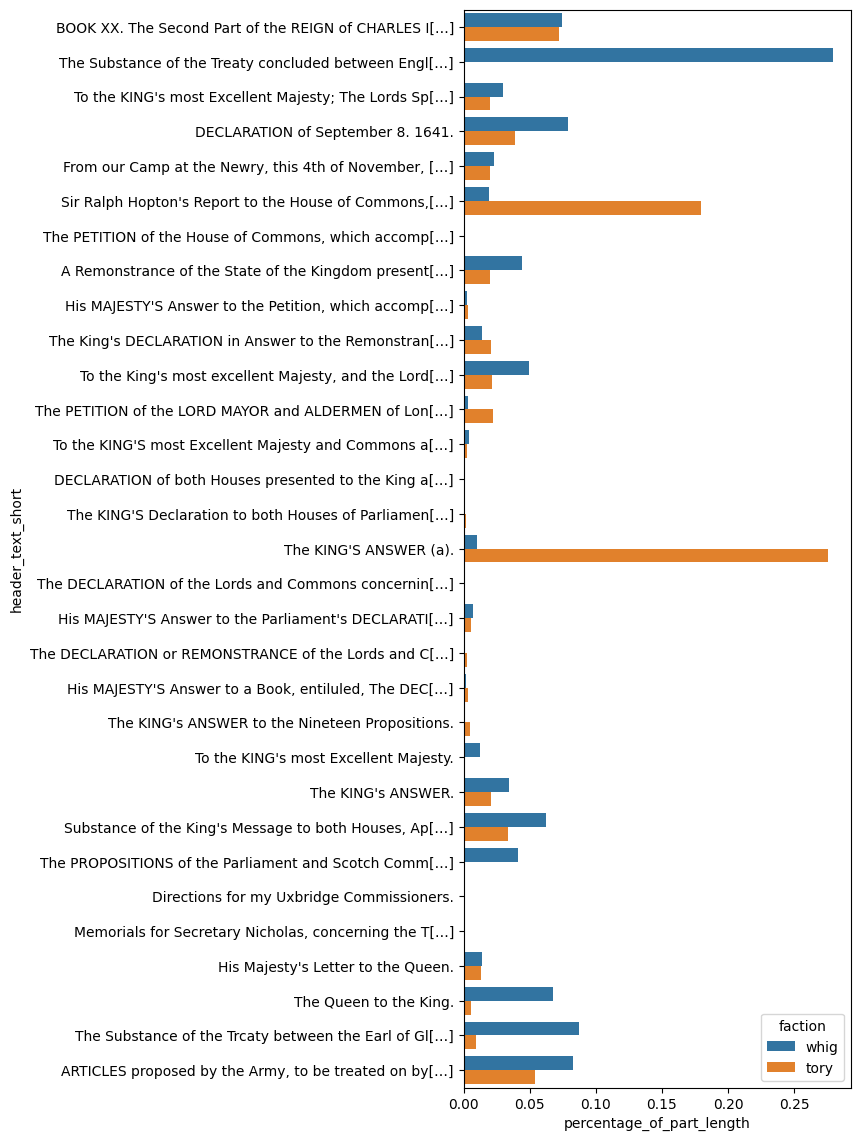 BOOK XX. The Second Part of the REIGN of CHARLES I[...]
The Substance of the Treaty concluded between Engl[...]
To the KING's most Excellent Majesty; The Lords Sp[...]
DECLARATION of September 8. 1641.
From our Camp at the Newry, this 4th of November, [...]
Sir Ralph Hopton's Report to the House of Commons,[...]
The PETITION of the House of Commons, which accomp[...]
A Remonstrance of the State of the Kingdom present[...]
His MAJESTY'S Answer to the Petition, which accomp[...]
The King's DECLARATION in Answer to the Remonstran[...]
To the King's most excellent Majesty, and the Lord[...]
The PETITION of the LORD MAYOR and ALDERMEN of Lon[...]
To the KING'S most Excellent Majesty and Commons a[...]
DECLARATION of both Houses presented to the King a[...]
The KING'S Declaration to both Houses of Parliamen[...]
The KING'S ANSWER (a).
The DECLARATION of the Lords and Commons concernin[...]
His MAJESTY'S Answer to the Parliament's DECLARATI[...]
The DECLARATION or REMONSTRANCE of the Lords and C[...]
His MAJESTY'S Answer to a Book, entiluled, The DEC[...]
The KING's ANSWER to the Nineteen Propositions.
To the KING's most Excellent Majesty.
The KING's ANSWER.
Substance of the King's Message to both Houses, Ap[...]
The PROPOSITIONS of the Parliament and Scotch Comm[...]
Directions for my Uxbridge Commissioners.
Memorials for Secretary Nicholas, concerning the T[...]
His Majesty's Letter to the Queen.
The Queen to the King.
The Substance of the Trcaty between the Earl of Gl[...]
ARTICLES proposed by the Army, to be treated on by[...]
header_text_short
faction
whig
tory
0.00 0.05 0.10 0.15 0.20 0.25
percentage_of_part_length